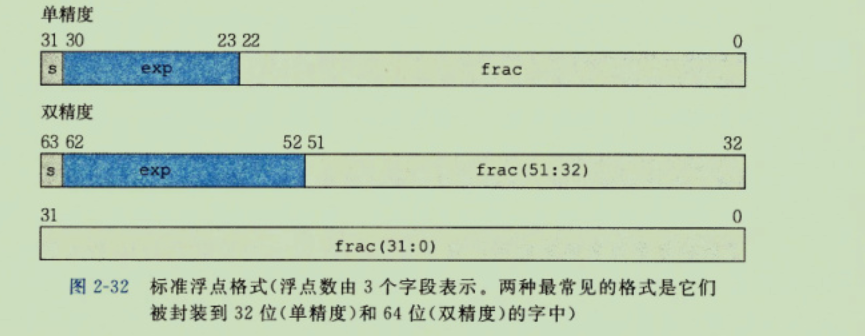 单精度
31 30 23 22 0
s exp frac
双精度
63 62 52 51 32
s exp frac(51:32)
31 0
frac(31:0)
图 2-32 标准浮点格式(浮点数由 3 个字段表示。两种最常见的格式是它们
被封装到 32 位(单精度)和 64 位(双精度)的字中)